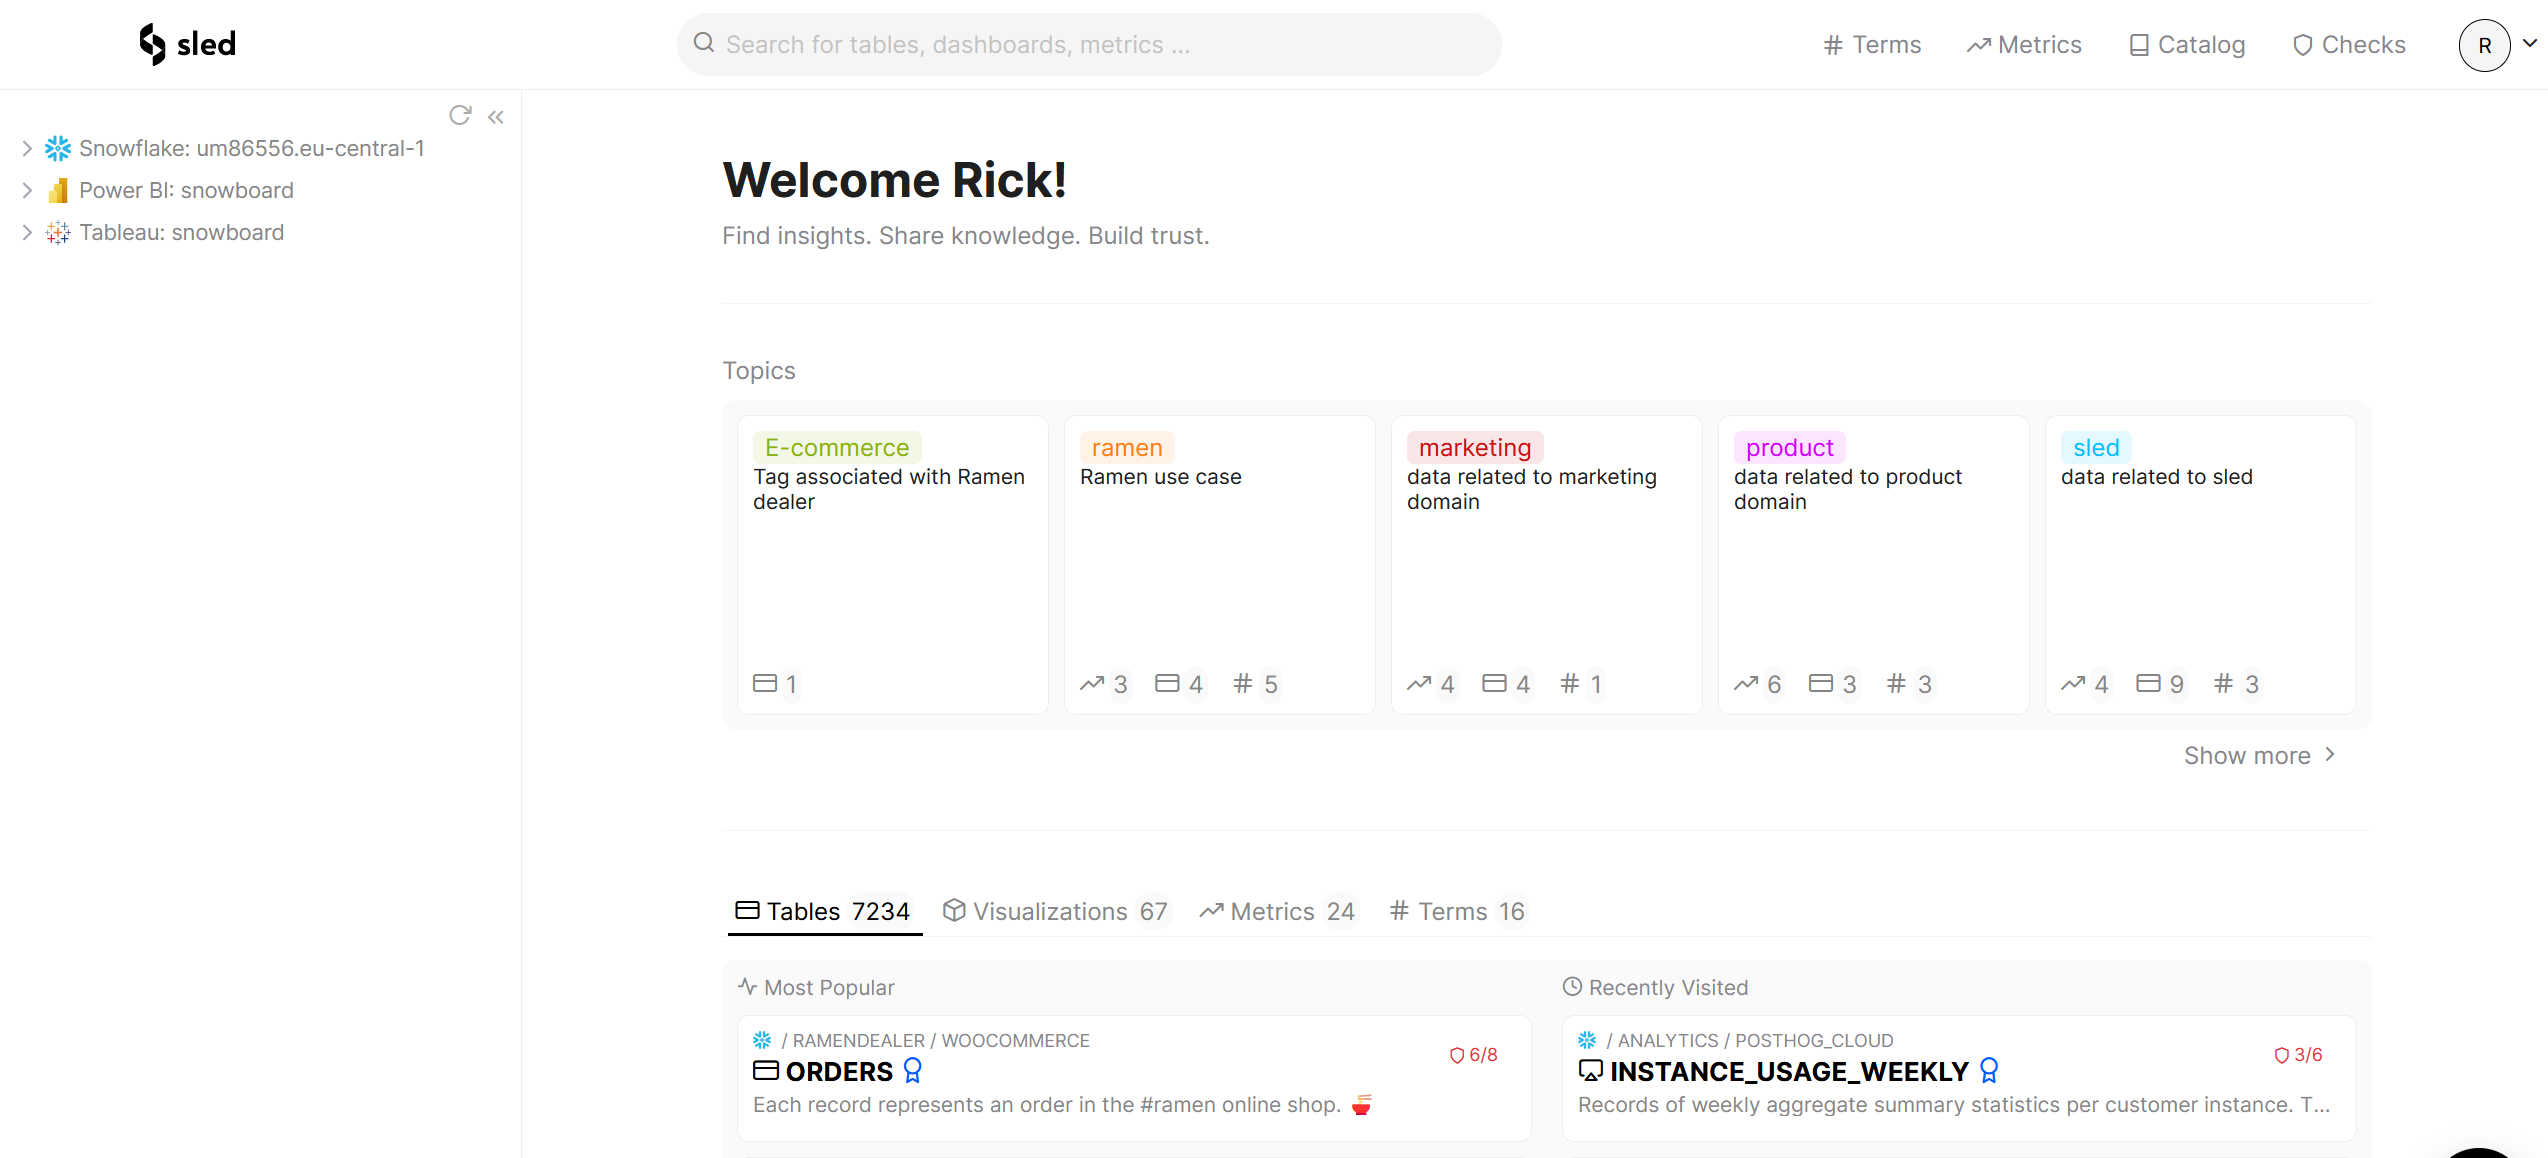 sled
Search for tables, dashboards, metrics ...
# Terms
Metrics
Catalog
Checks
R
Snowflake: um86556.eu-central-1
Power BI: snowboard
Tableau: snowboard
Welcome Rick!
Find insights. Share knowledge. Build trust.
Topics
E-commerce
Tag associated with Ramen
dealer
1
ramen
Ramen use case
3 4 # 5
marketing
data related to marketing
domain
4 4 # 1
product
data related to product
domain
6 3 # 3
sled
data related to sled
4 9 # 3
Show more
Tables 7234
Visualizations 67
Metrics 24
# Terms 16
Most Popular
/ RAMENDEALER / WOOCOMMERCE
ORDERS
6/8
Each record represents an order in the #ramen online shop. 🍜
Recently Visited
/ ANALYTICS / POSTHOG_CLOUD
INSTANCE_USAGE_WEEKLY
3/6
Records of weekly aggregate summary statistics per customer instance. T...